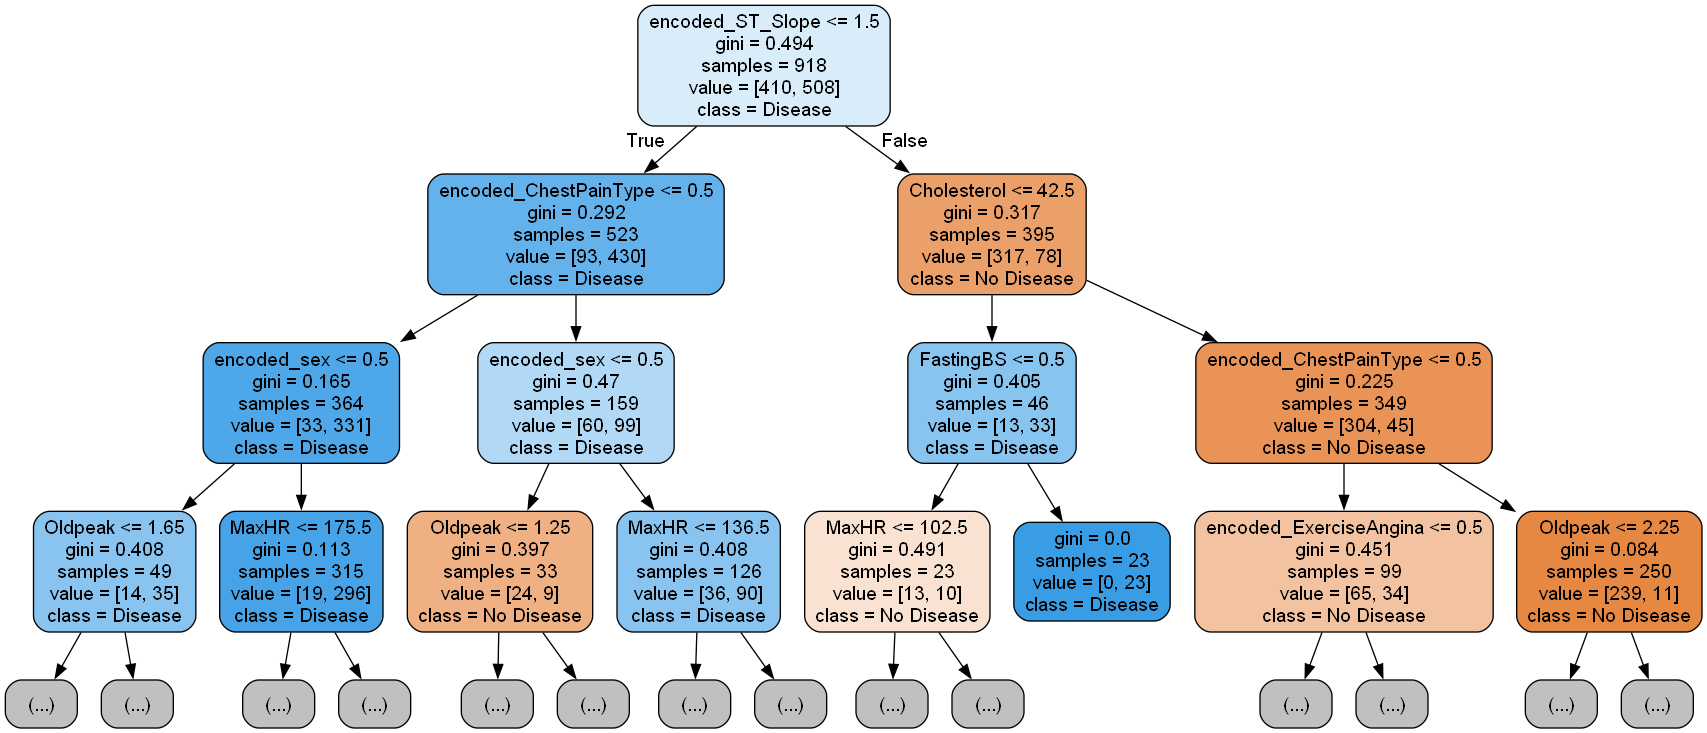 encoded_ST_Slope <= 1.5
gini = 0.494
samples = 918
value = [410, 508]
class = Disease
True
False
encoded_ChestPainType <= 0.5
gini = 0.292
samples = 523
value = [93, 430]
class = Disease
Cholesterol <= 42.5
gini = 0.317
samples = 395
value = [317, 78]
class = No Disease
encoded_sex <= 0.5
gini = 0.165
samples = 364
value = [33, 331]
class = Disease
encoded_sex <= 0.5
gini = 0.47
samples = 159
value = [60, 99]
class = Disease
FastingBS <= 0.5
gini = 0.405
samples = 46
value = [13, 33]
class = Disease
encoded_ChestPainType <= 0.5
gini = 0.225
samples = 349
value = [304, 45]
class = No Disease
Oldpeak <= 1.65
gini = 0.408
samples = 49
value = [14, 35]
class = Disease
MaxHR <= 175.5
gini = 0.113
samples = 315
value = [19, 296]
class = Disease
Oldpeak <= 1.25
gini = 0.397
samples = 33
value = [24, 9]
class = No Disease
MaxHR <= 136.5
gini = 0.408
samples = 126
value = [36, 90]
class = Disease
MaxHR <= 102.5
gini = 0.491
samples = 23
value = [13, 10]
class = No Disease
gini = 0.0
samples = 23
value = [0, 23]
class = Disease
encoded_ExerciseAngina <= 0.5
gini = 0.451
samples = 99
value = [65, 34]
class = No Disease
Oldpeak <= 2.25
gini = 0.084
samples = 250
value = [239, 11]
class = No Disease
(...)
(...)
(...)
(...)
(...)
(...)
(...)
(...)
(...)
(...)
(...)
(...)
(...)
(...)